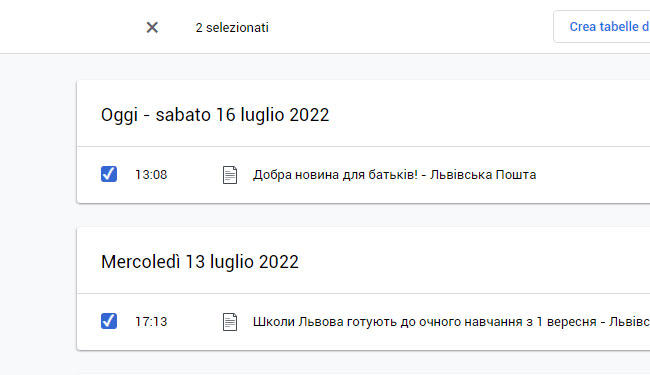 2 selezionati
Crea tabelle d
Oggi - sabato 16 luglio 2022
13:08 Добра новина для батьків! - Львівська Пошта
Mercoledì 13 luglio 2022
17:13 Школи Львова готують до очного навчання з 1 вересня - Львівс